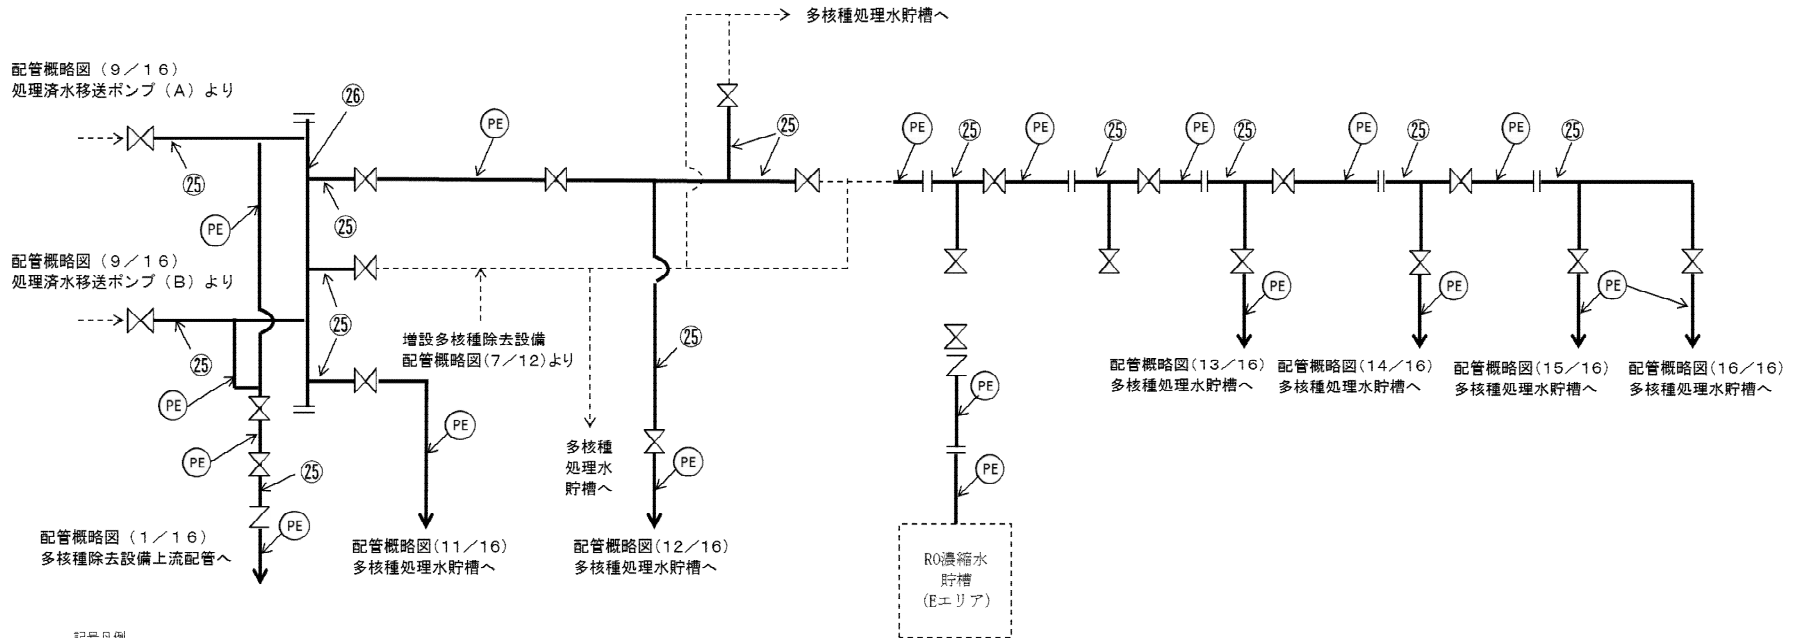 多核種処理水貯槽へ
配管概略図（９／１６）
処理済水移送ポンプ（Ａ）より
㉖
PE
㉕
PE
㉕
PE
㉕
PE
㉕
PE
㉕
PE
㉕
㉕
㉕
PE
配管概略図（９／１６）
処理済水移送ポンプ（Ｂ）より
PE
PE
PE
㉕
㉕
増設多核種除去設備
配管概略図(７／12)より
㉕
配管概略図(13／16)
多核種処理水貯槽へ
配管概略図(14／16)
多核種処理水貯槽へ
配管概略図(15／16)
多核種処理水貯槽へ
配管概略図(16／16)
多核種処理水貯槽へ
PE
PE
PE
PE
㉕
多核種
処理水
貯槽へ
PE
PE
配管概略図（１／１６）
多核種除去設備上流配管へ
PE
配管概略図(11／16)
多核種処理水貯槽へ
配管概略図(12／16)
多核種処理水貯槽へ
RO濃縮水
貯槽
(Eエリア)
記号凡例